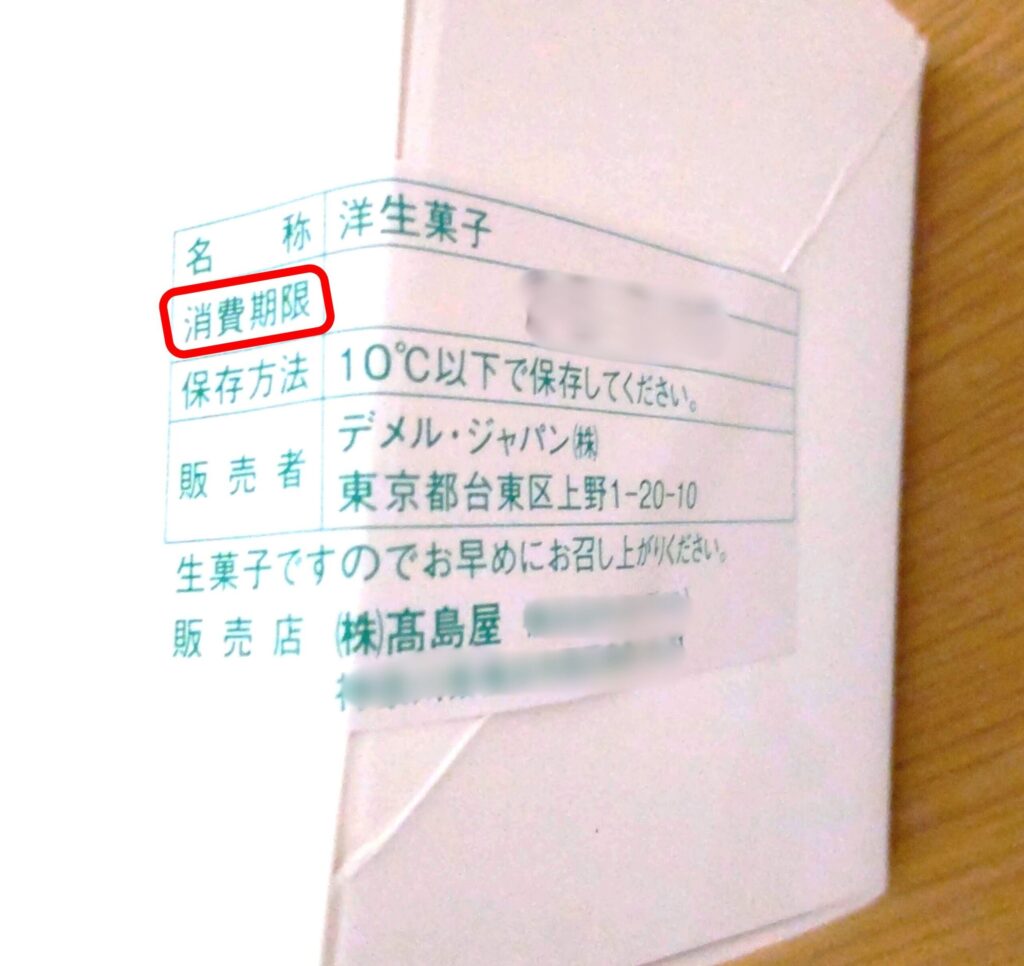 名称 洋生菓子
消費期限
保存方法 10℃以下で保存してください。
販売者 デメル・ジャパン㈱
東京都台東区上野1-20-10
生菓子ですのでお早めにお召し上がりください。
販売店 ㈱髙島屋